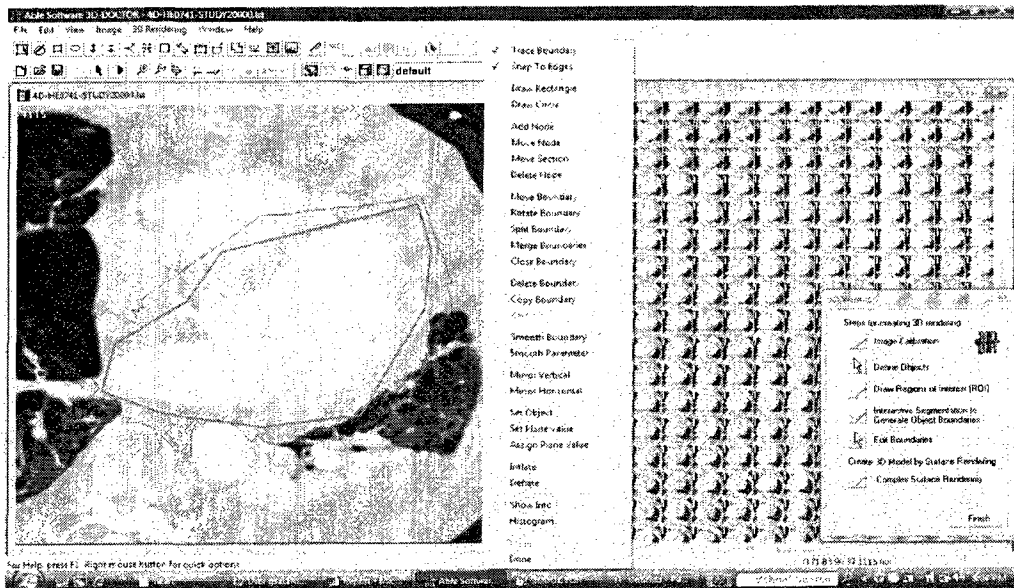 Able Software 3D-DOCTOR - 4D-HE0741-STUDY20000.lst
File Edit View Image 3D Rendering Window Help
default
4D-HE0741-STUDY20000.lst
Trace Boundary
Snap To Edges
Draw Rectangle
Draw Circle
Add Node
Move Node
Move Section
Delete Node
Move Boundary
Rotate Boundary
Split Boundary
Merge Boundaries
Close Boundary
Delete Boundary
Copy Boundary
Smooth Boundary
Smooth Parameter
Mirror Vertical
Mirror Horizontal
Set Object
Set Plane Value
Assign Plane Value
Inflate
Deflate
Show Info
Histogram
Done
Steps for creating 3D rendering
Image Calibration
Define Objects
Draw Regions of Interest (ROI)
Interactive Segmentation to
Generate Object Boundaries
Edit Boundaries
Create 3D Model by Surface Rendering
Complex Surface Rendering
Finish
For Help, press F1. Right mouse button for quick options